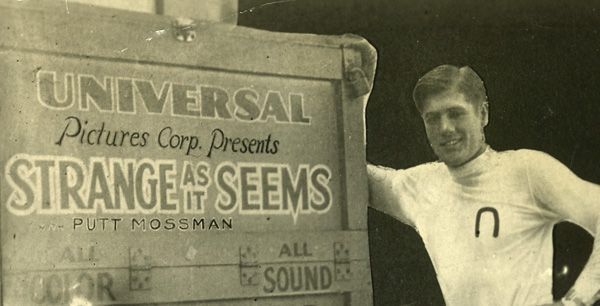 UNIVERSAL
Pictures Corp. Presents
STRANGE AS IT SEEMS
PUTT MOSSMAN
ALL ALL
COLOR SOUND